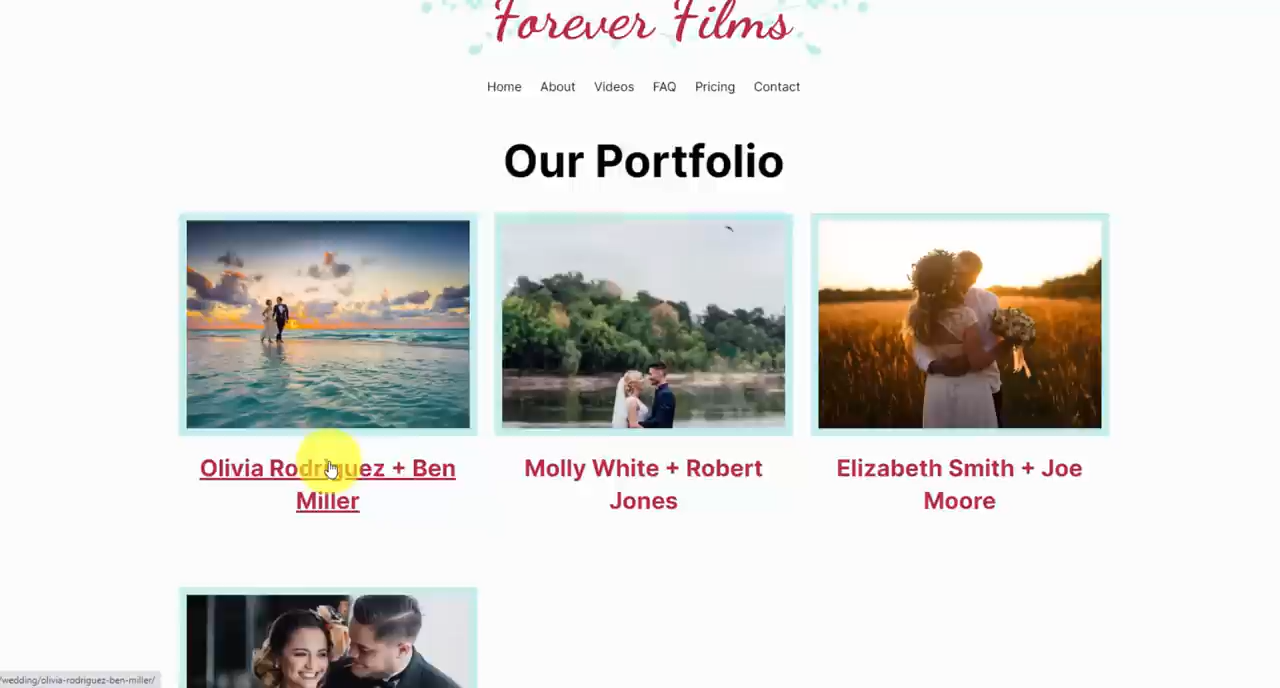 Forever Films
Home About Videos FAQ Pricing Contact
Our Portfolio
Olivia Rodriguez + Ben
Miller
Molly White + Robert
Jones
Elizabeth Smith + Joe
Moore
/wedding/olivia-rodriguez-ben-miller/